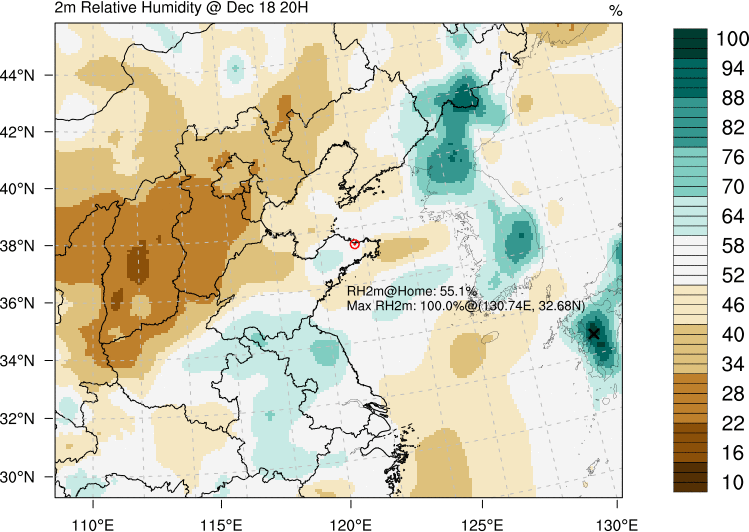 2m Relative Humidity @ Dec 18 20H
%
44°N
42°N
40°N
38°N
36°N
34°N
32°N
30°N
110°E
115°E
120°E
125°E
130°E
RH2m@Home: 55.1%
Max RH2m: 100.0%@(130.74E, 32.68N)
100
94
88
82
76
70
64
58
52
46
40
34
28
22
16
10